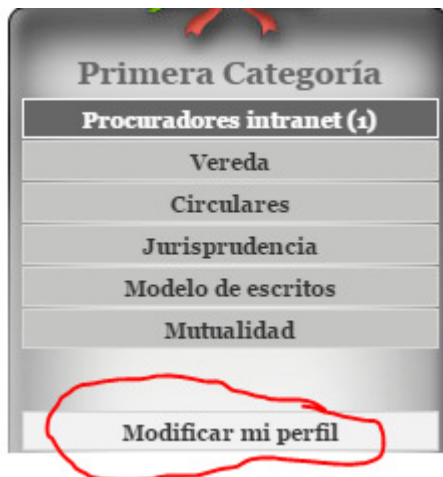 Primera Categoría
Procuradores intranet (1)
Vereda
Circulares
Jurisprudencia
Modelo de escritos
Mutualidad
Modificar mi perfil